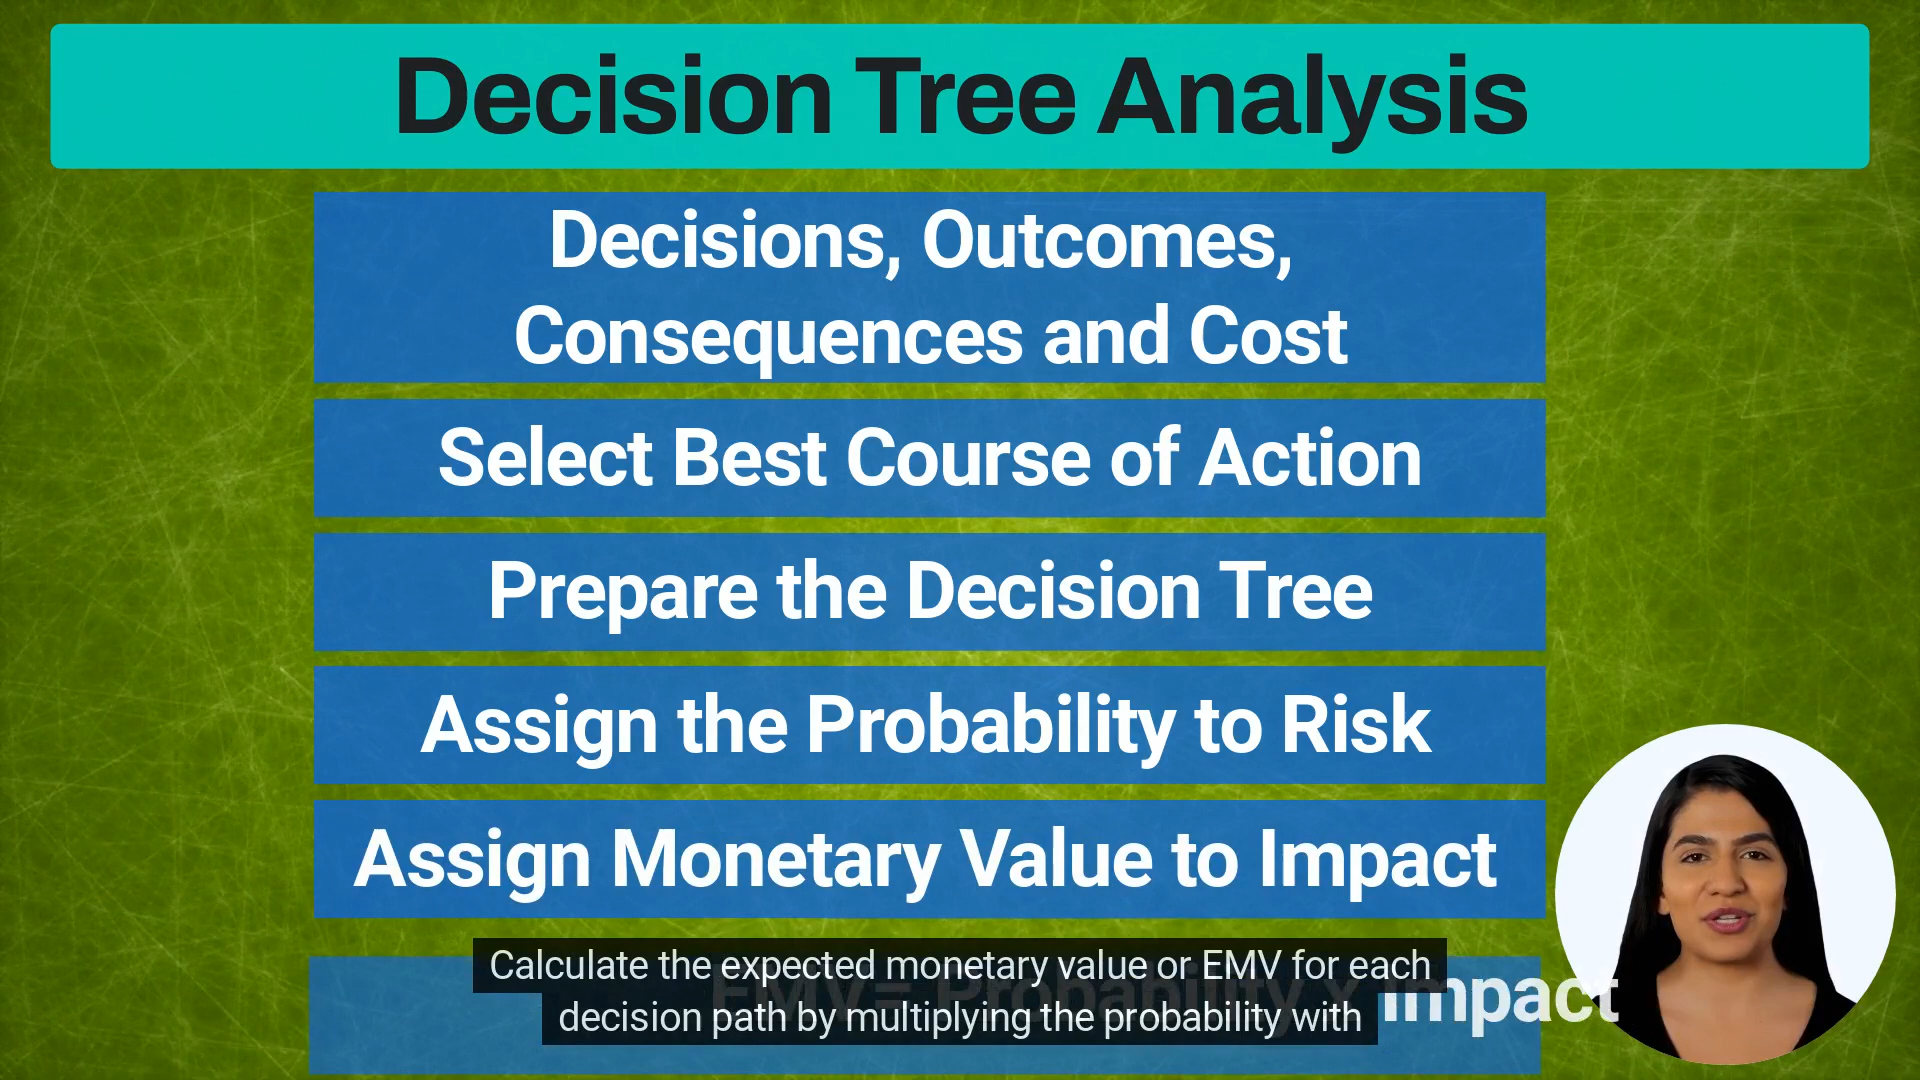 Decision Tree Analysis
Decisions, Outcomes,
Consequences and Cost
Select Best Course of Action
Prepare the Decision Tree
Assign the Probability to Risk
Assign Monetary Value to Impact
EMV= Probability x Impact
Calculate the expected monetary value or EMV for each
decision path by multiplying the probability with